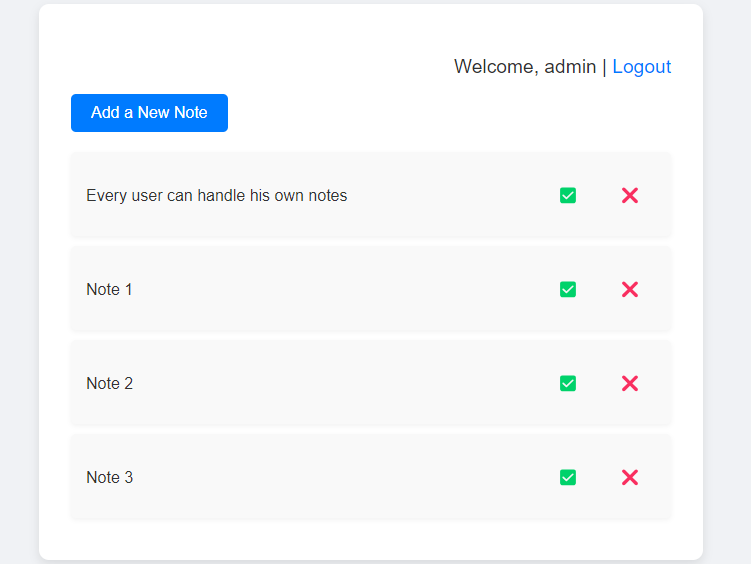 Welcome, admin | Logout
Add a New Note
Every user can handle his own notes
Note 1
Note 2
Note 3